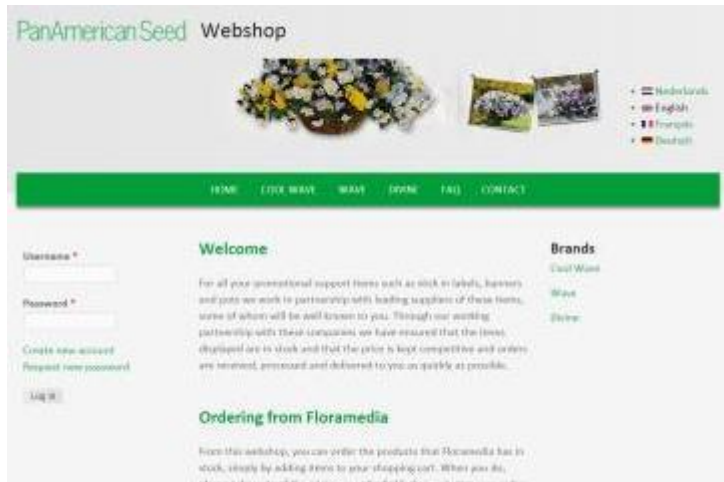 PanAmerican Seed Webshop
Nederlands
English
Français
Deutsch
HOME COOL WAVE WAVE DIVINE FAQ CONTACT
Username *
Password *
Create new account
Request new password
Log in
Welcome
For all your promotional support items such as stick in labels, banners
and pots we work in partnership with leading suppliers of these items,
some of whom will be well known to you. Through our working
partnership with these companies we have ensured that the items
displayed are in stock and that the price is kept competitive and orders
are received, processed and delivered to you as quickly as possible.
Ordering from Floramedia
From this webshop, you can order the products that Floramedia has in
stock, simply by adding items to your shopping cart. When you do,
Brands
Cool Wave
Wave
Divine